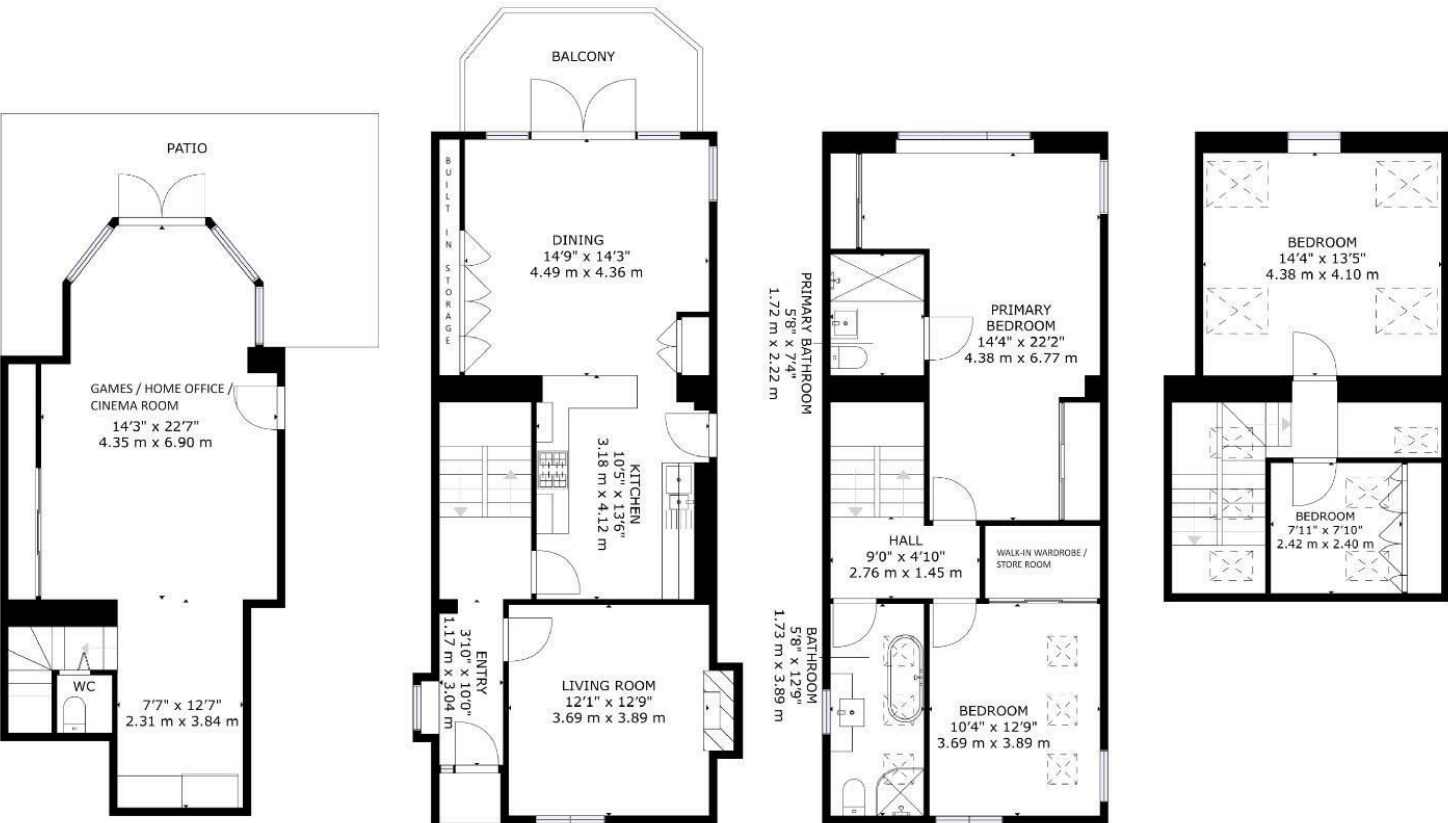 PATIO
GAMES / HOME OFFICE /
CINEMA ROOM
14'3" x 22'7"
4.35 m x 6.90 m
WC
7'7" x 12'7"
2.31 m x 3.84 m
BALCONY
BUILT IN STORAGE
DINING
14'9" x 14'3"
4.49 m x 4.36 m
KITCHEN
10'5" x 13'6"
3.18 m x 4.12 m
ENTRY
3'10" x 10'0"
1.17 m x 3.04 m
LIVING ROOM
12'1" x 12'9"
3.69 m x 3.89 m
PRIMARY BATHROOM
5'8" x 7'4"
1.72 m x 2.22 m
PRIMARY
BEDROOM
14'4" x 22'2"
4.38 m x 6.77 m
HALL
9'0" x 4'10"
2.76 m x 1.45 m
WALK-IN WARDROBE /
STORE ROOM
BATHROOM
5'8" x 12'9"
1.73 m x 3.89 m
BEDROOM
10'4" x 12'9"
3.69 m x 3.89 m
BEDROOM
14'4" x 13'5"
4.38 m x 4.10 m
BEDROOM
7'11" x 7'10"
2.42 m x 2.40 m